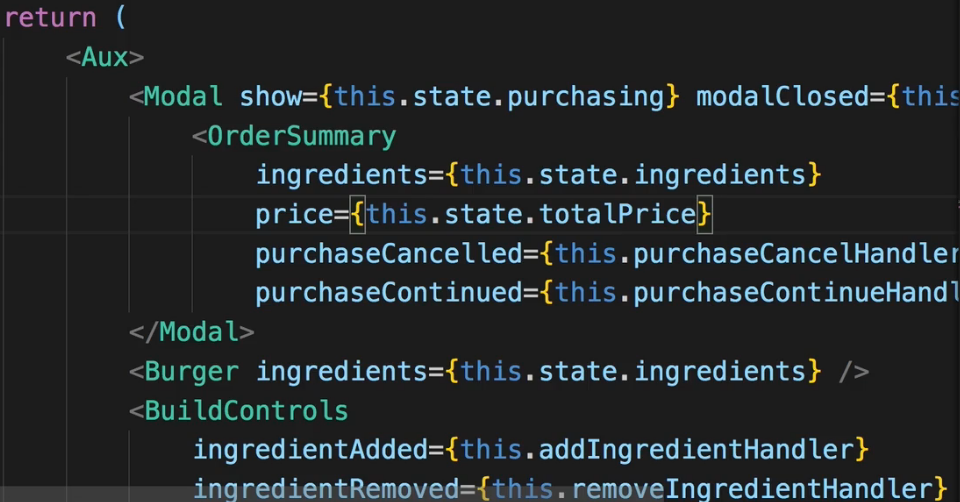 return (
<Aux>
<Modal show={this.state.purchasing} modalClosed={this
<OrderSummary
ingredients={this.state.ingredients}
price={this.state.totalPrice}
purchaseCancelled={this.purchaseCancelHandler
purchaseContinued={this.purchaseContinueHandl
</Modal>
<Burger ingredients={this.state.ingredients} />
<BuildControls
ingredientAdded={this.addIngredientHandler}
ingredientRemoved={this.removeIngredientHandler}